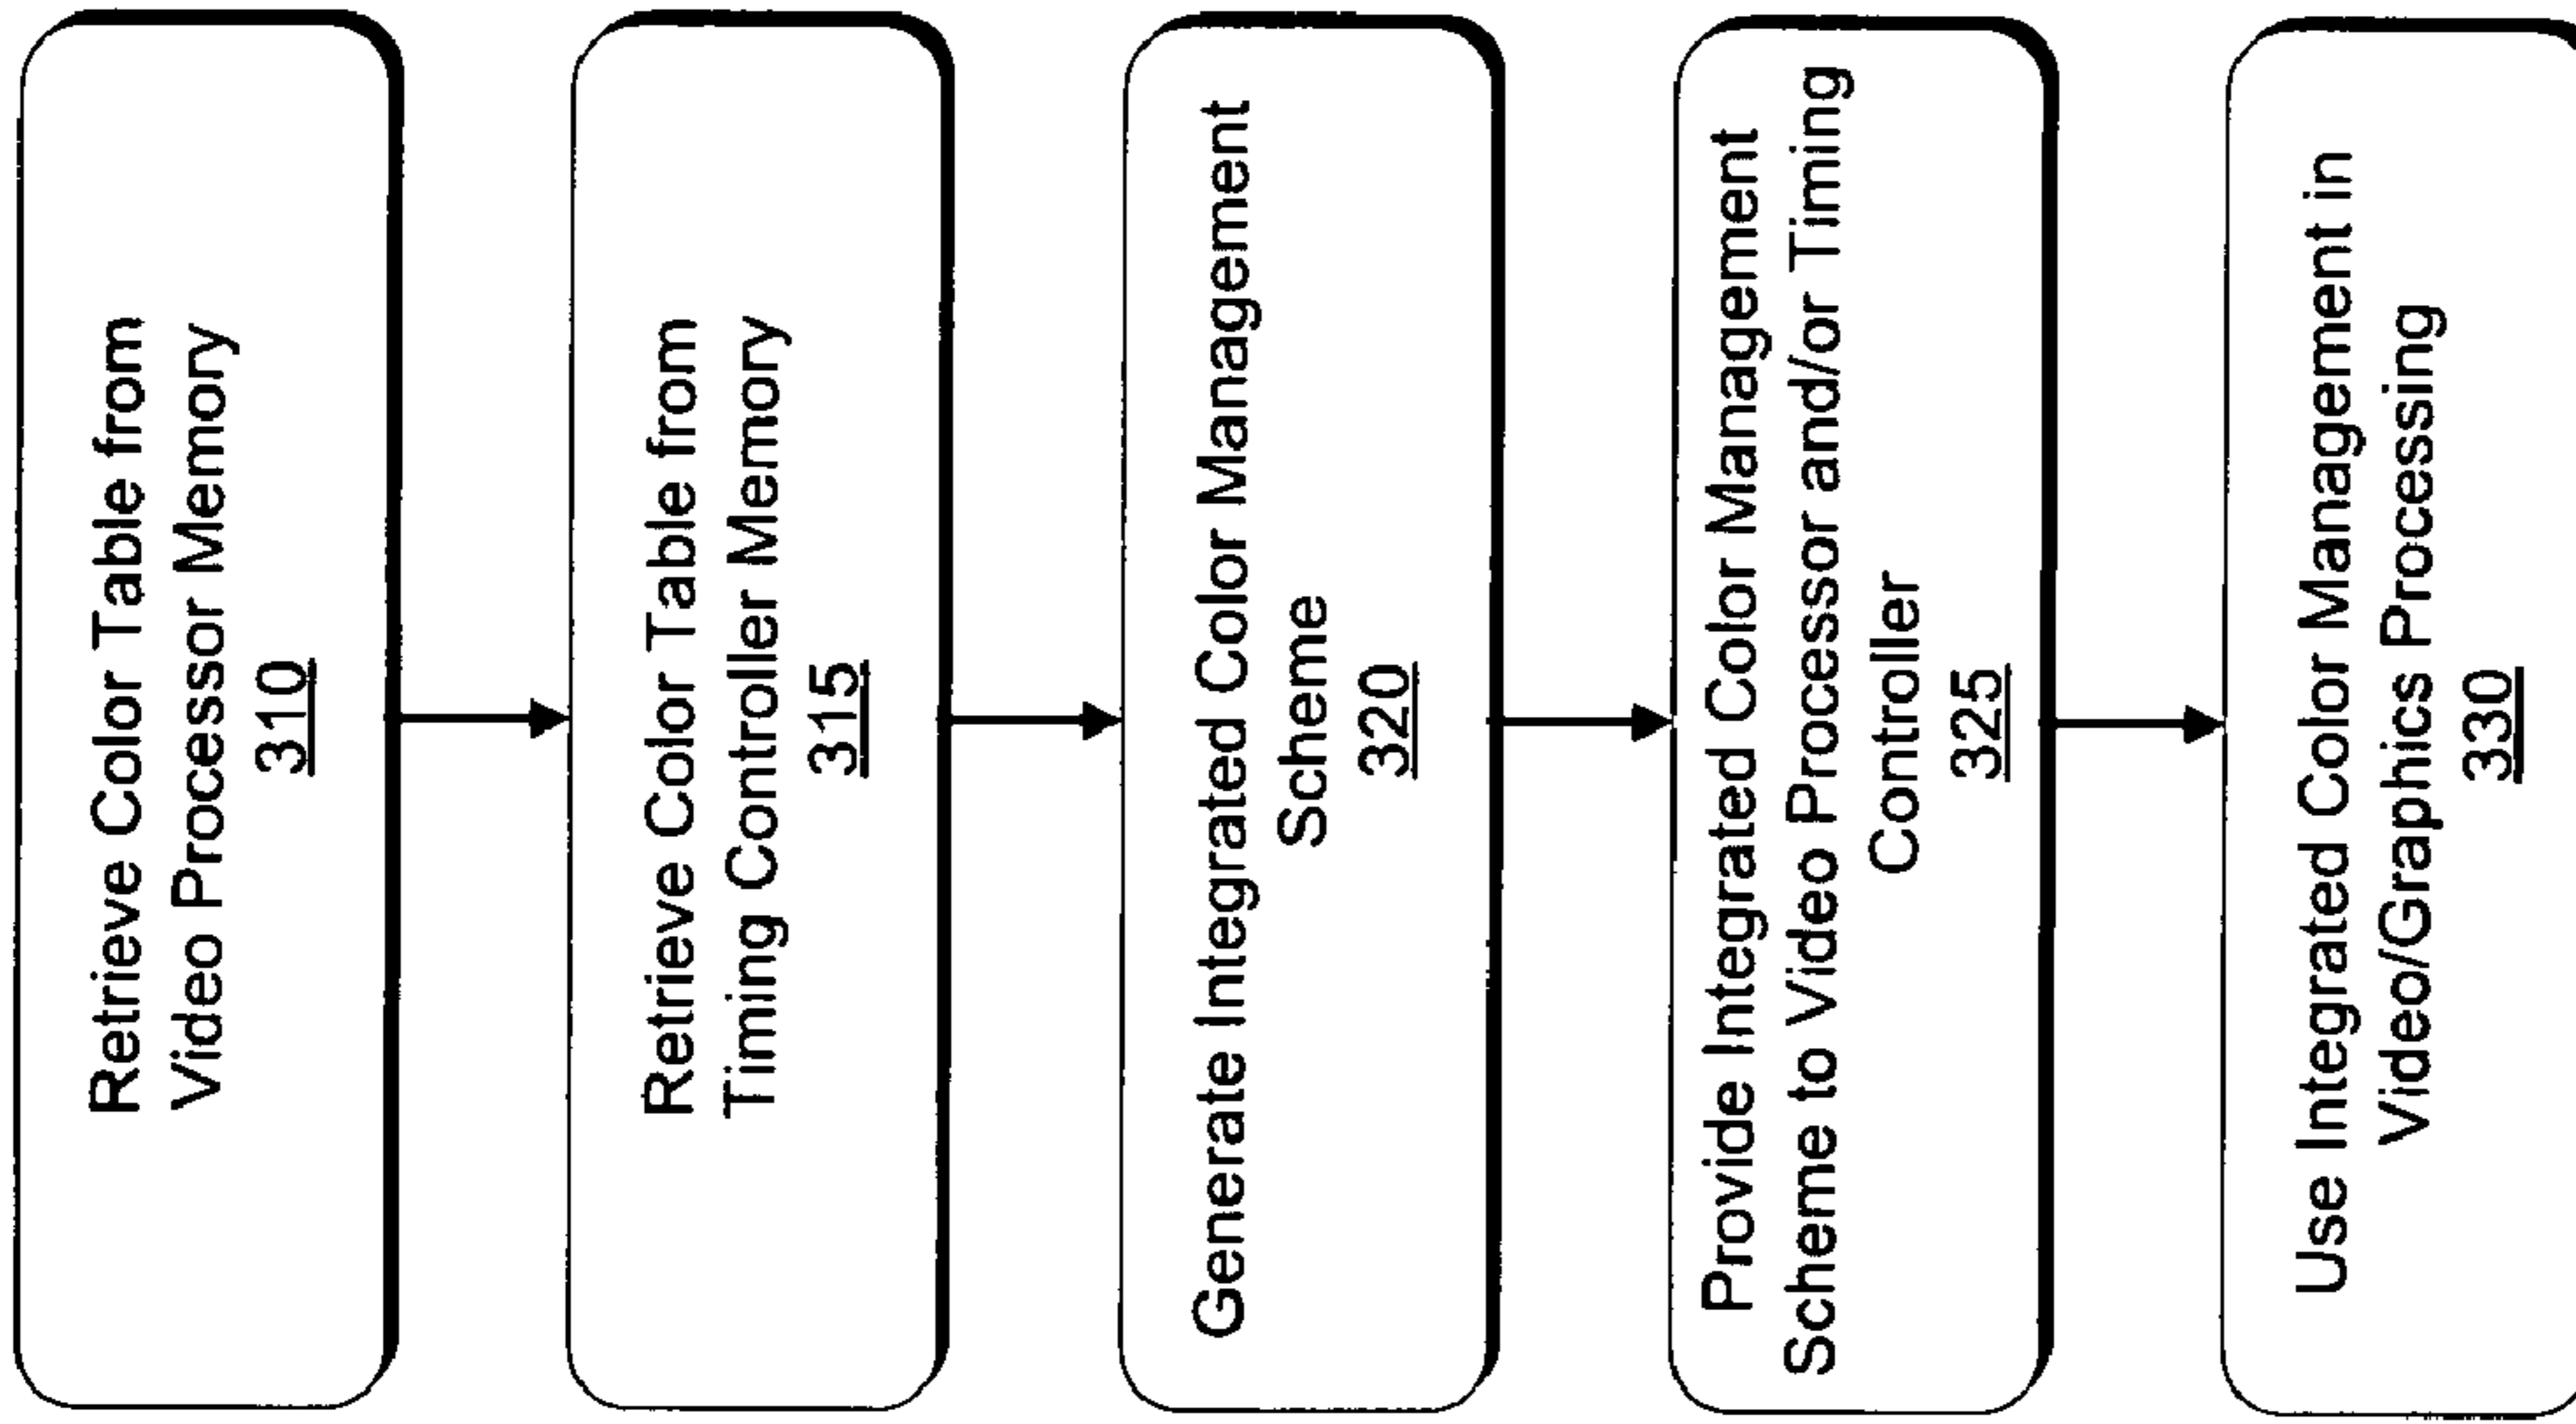 Retrieve Color Table from
Video Processor Memory
310
Retrieve Color Table from
Timing Controller Memory
315
Generate Integrated Color Management
Scheme
320
Provide Integrated Color Management
Scheme to Video Processor and/or Timing
Controller
325
Use Integrated Color Management in
Video/Graphics Processing
330